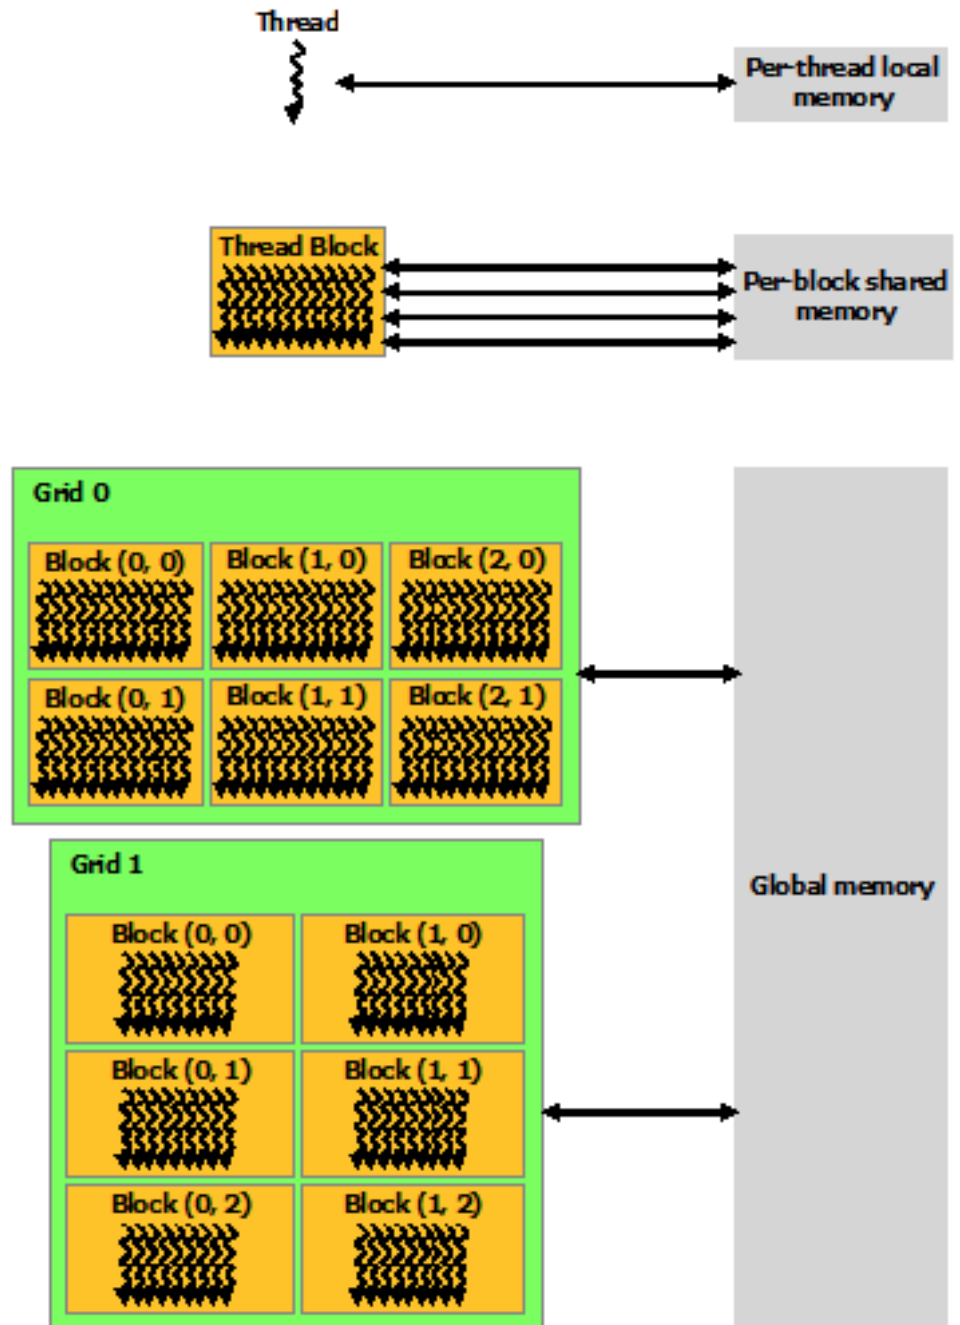 Thread
Per-thread local
memory
Thread Block
Per-block shared
memory
Grid 0
Block (0, 0) Block (1, 0) Block (2, 0)
Block (0, 1) Block (1, 1) Block (2, 1)
Grid 1
Global memory
Block (0, 0) Block (1, 0)
Block (0, 1) Block (1, 1)
Block (0, 2) Block (1, 2)